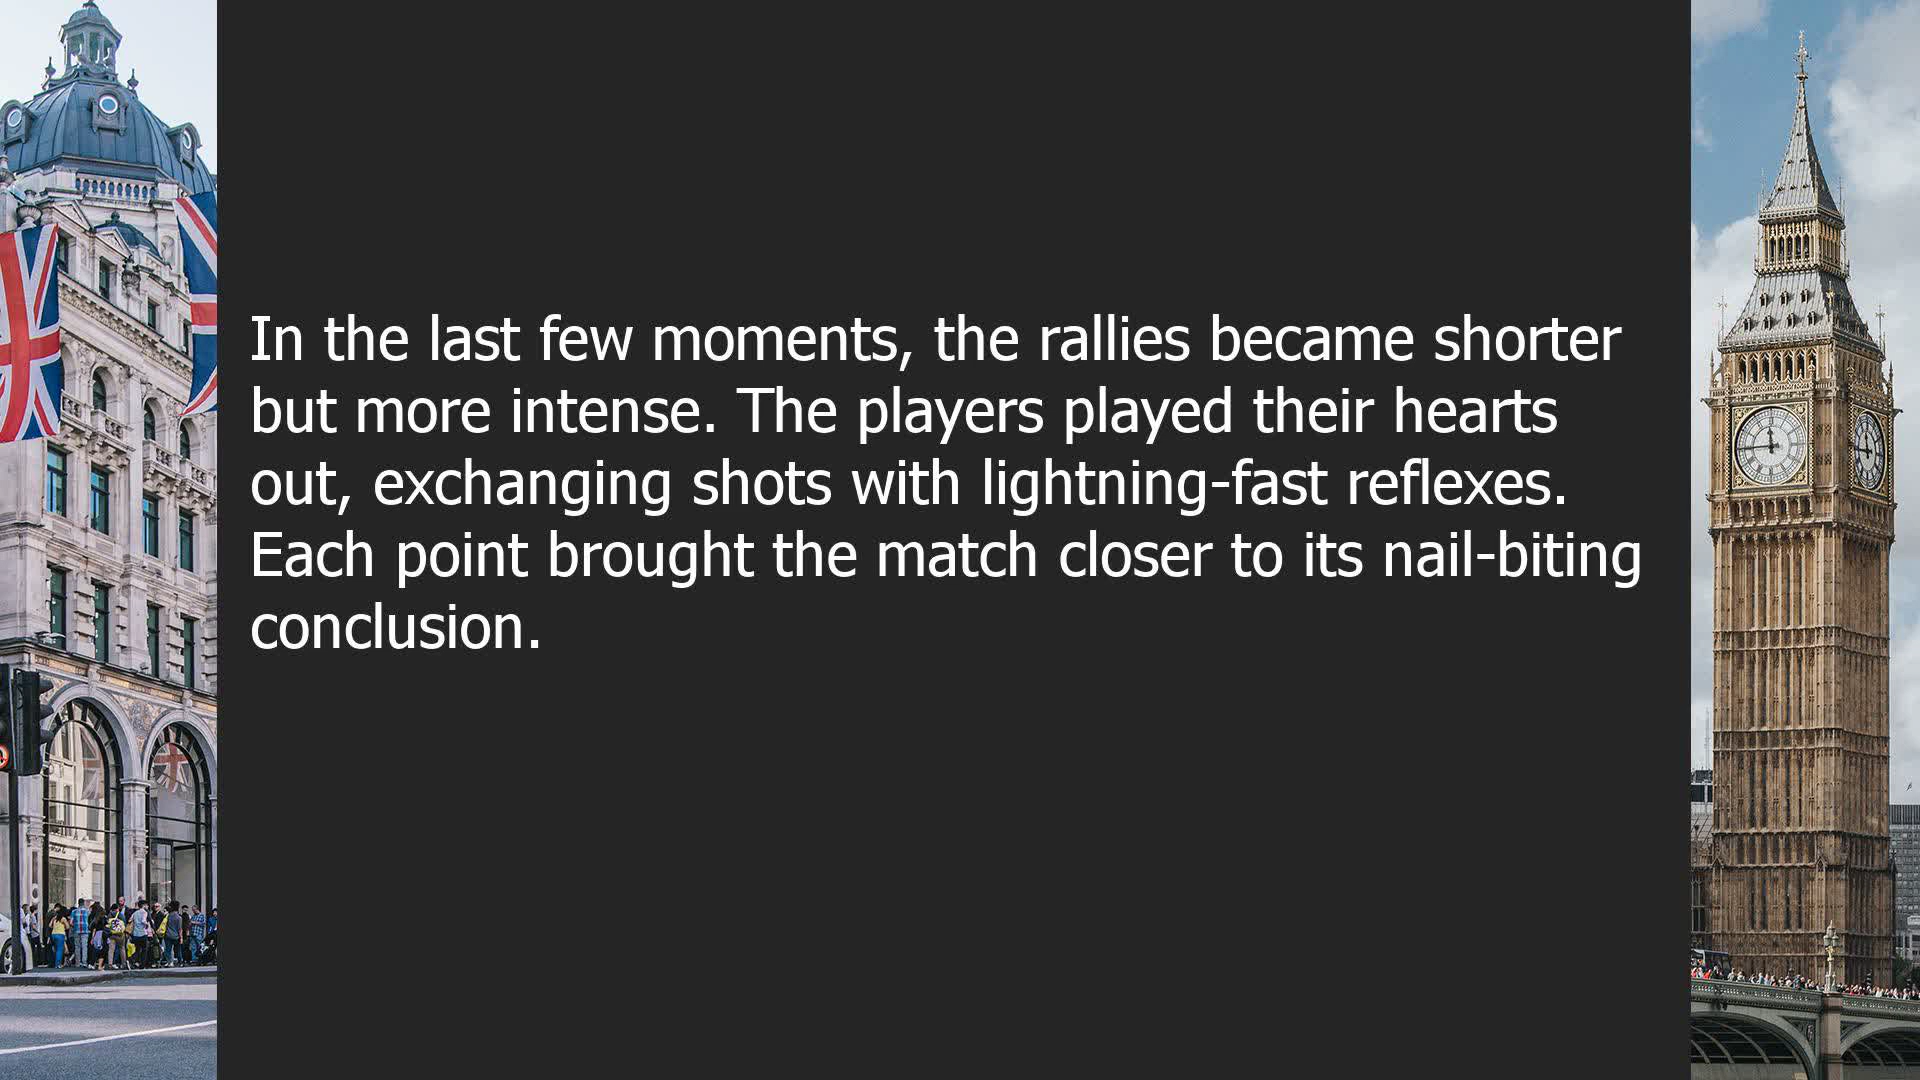 In the last few moments, the rallies became shorter
but more intense. The players played their hearts
out, exchanging shots with lightning-fast reflexes.
Each point brought the match closer to its nail-biting
conclusion.